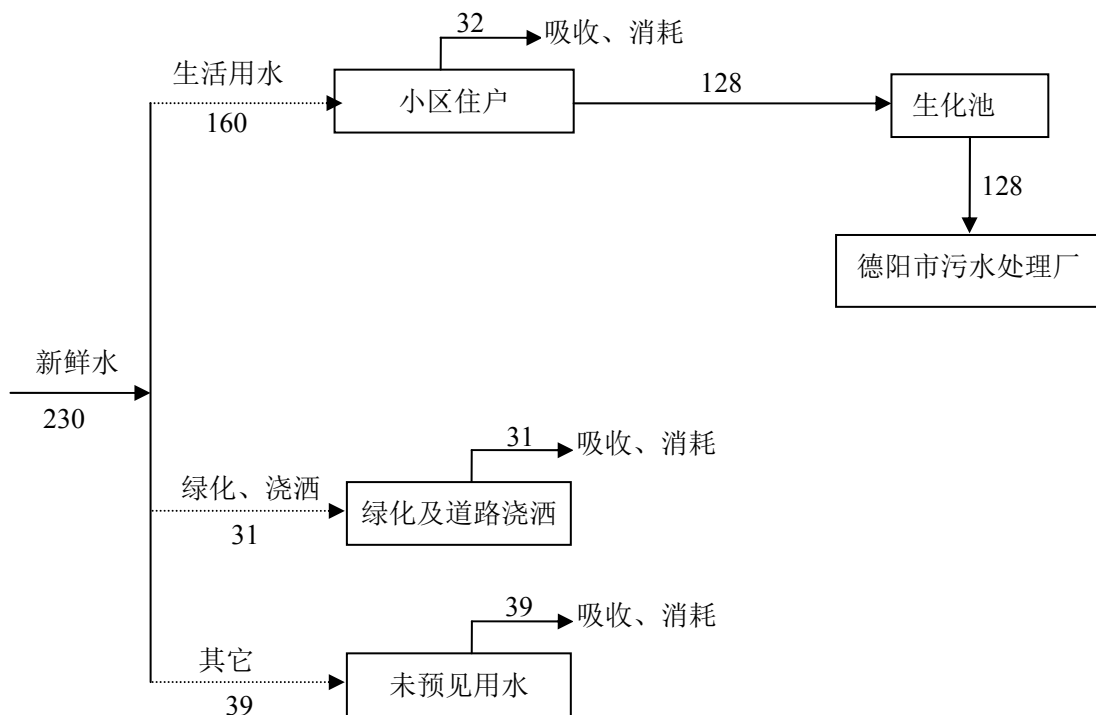 32
吸收、消耗
生活用水
160
小区住户
128
生化池
128
德阳市污水处理厂
新鲜水
230
31
吸收、消耗
绿化、浇洒
31
绿化及道路浇洒
39
吸收、消耗
其它
39
未预见用水